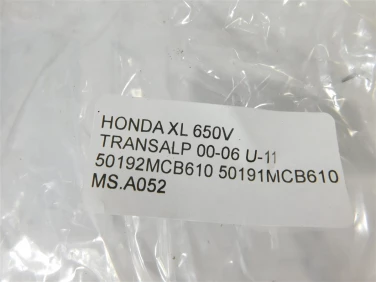 HONDA XL 650V
TRANSALP 00-06 U-11
50192MCB610 50191MCB610
MS.A052